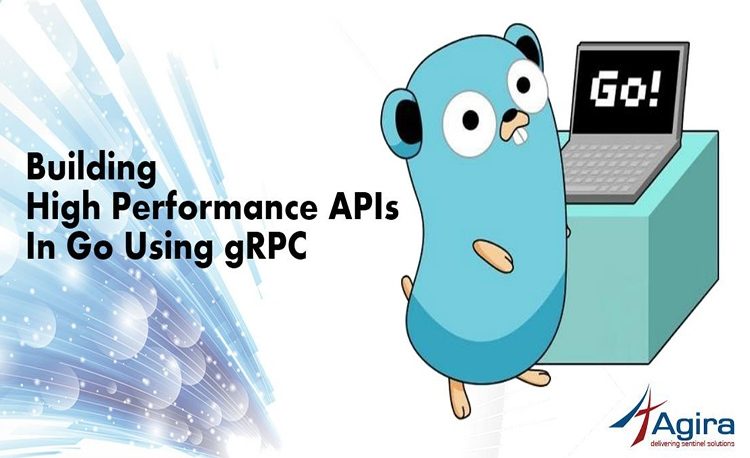 Building
High Performance APIs
In Go Using gRPC
Go!
Agira
delivering sentinel solutions